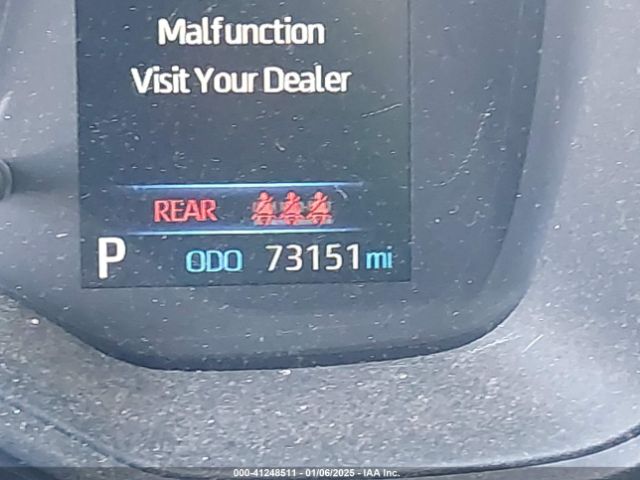 Malfunction
Visit Your Dealer
REAR
P ODO 73151 mi
000-41248511 - 01/06/2025 - IAA Inc.